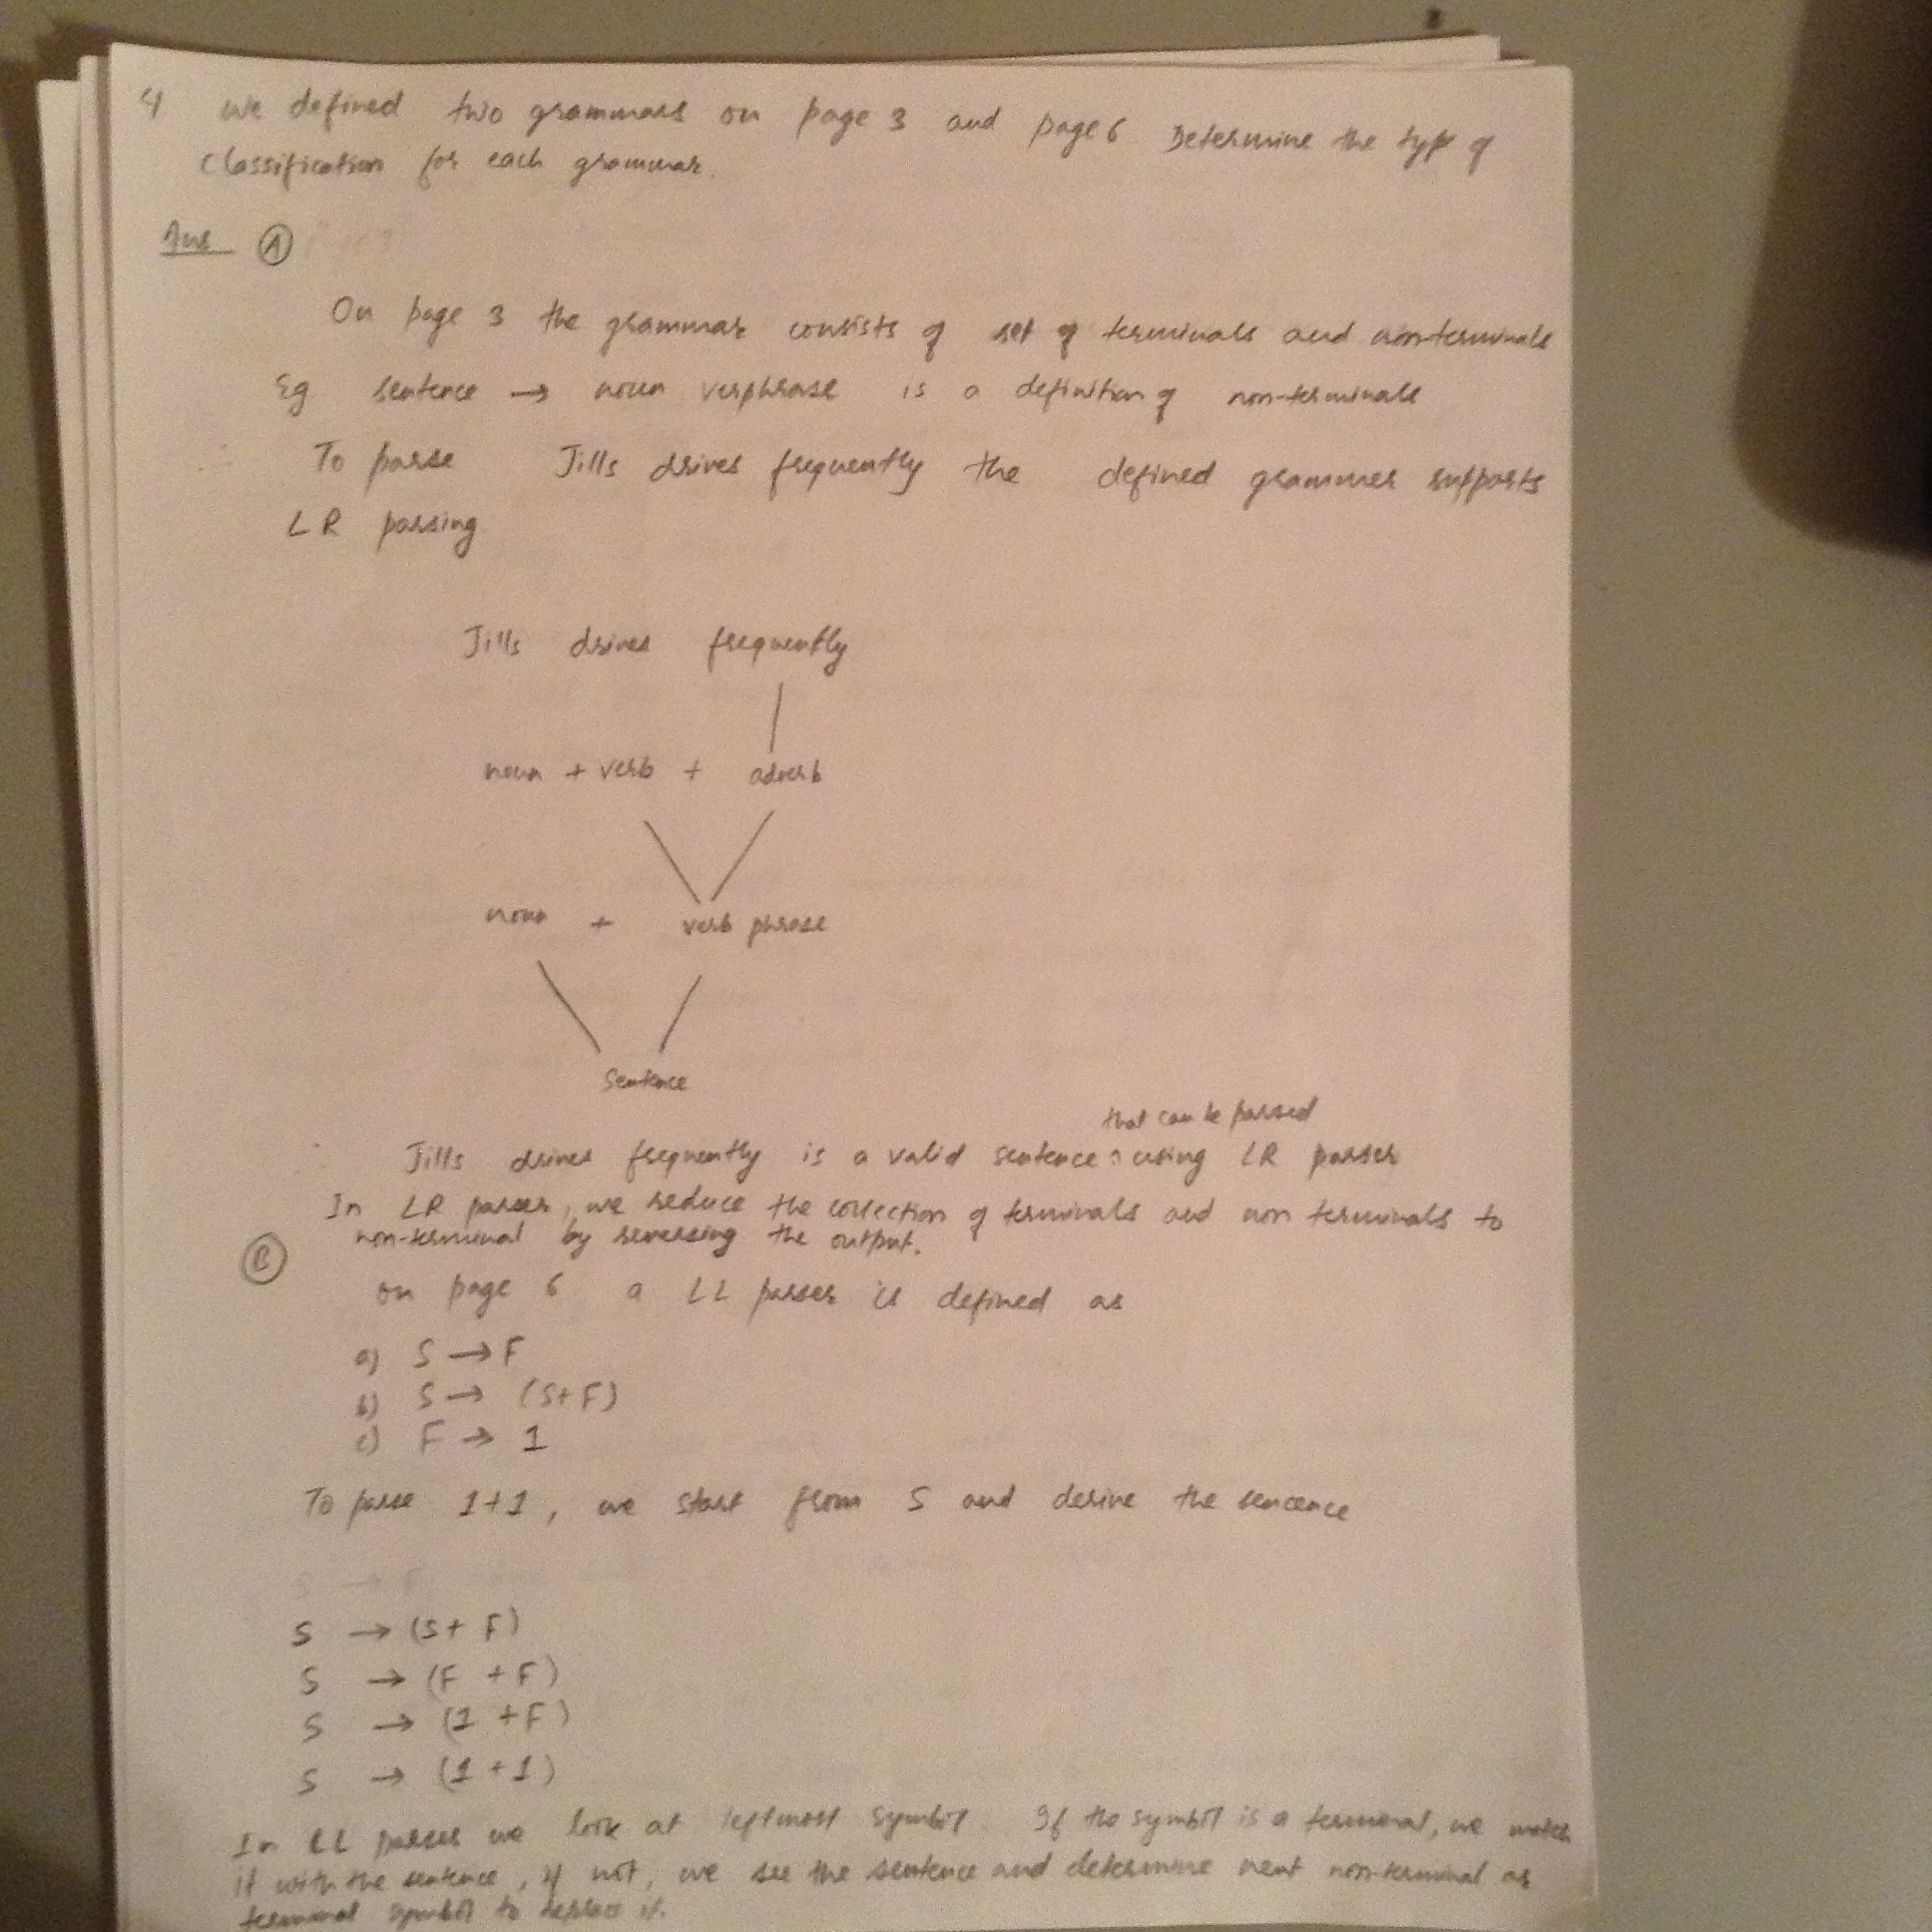 4 we defined two grammars on page 3 and page 6 Determine the type of
classification for each grammar.
Ans A
On page 3 the grammar consists of set of terminals and non-terminals
Eg sentence → noun verphrase is a definition of non-terminals
To parse Jills drives frequently the defined grammer supports
LR parsing
Jills drives frequently
noun + verb + adverb
noun + verb phrase
Sentence
that can be parsed
Jills drives frequently is a valid sentence using LR parser
In LR parser, we reduce the collection of terminals and non terminals to
non-terminal by reversing the output.
B
on page 6 a LL parser is defined as
a) S → F
b) S → (S+F)
c) F → 1
To parse 1+1, we start from S and derive the
S → (S+ F)
S → (F +F)
S → (1 +F)
S → (1 +1)
In LL parser we look at leftmost symbol. If the symbol is a terminal, we match
it with the sentence, if not, we see the sentence and determine next non-terminal or
terminal symbol to replace it.